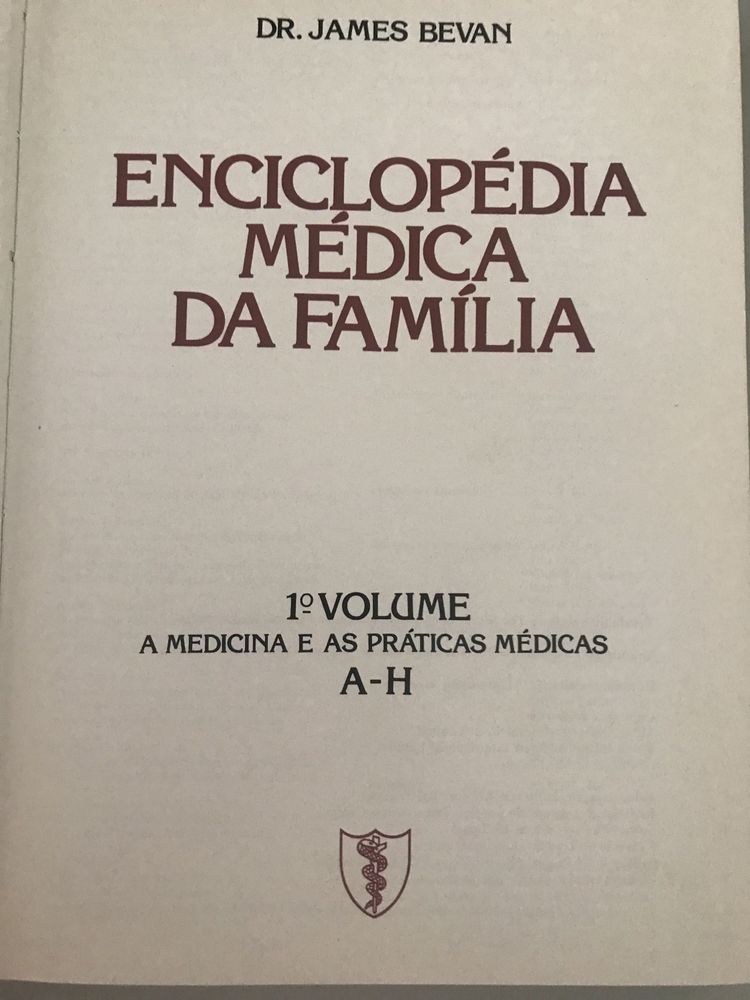 DR. JAMES BEVAN
ENCICLOPÉDIA
MÉDICA
DA FAMÍLIA
1º VOLUME
A MEDICINA E AS PRÁTICAS MÉDICAS
A-H